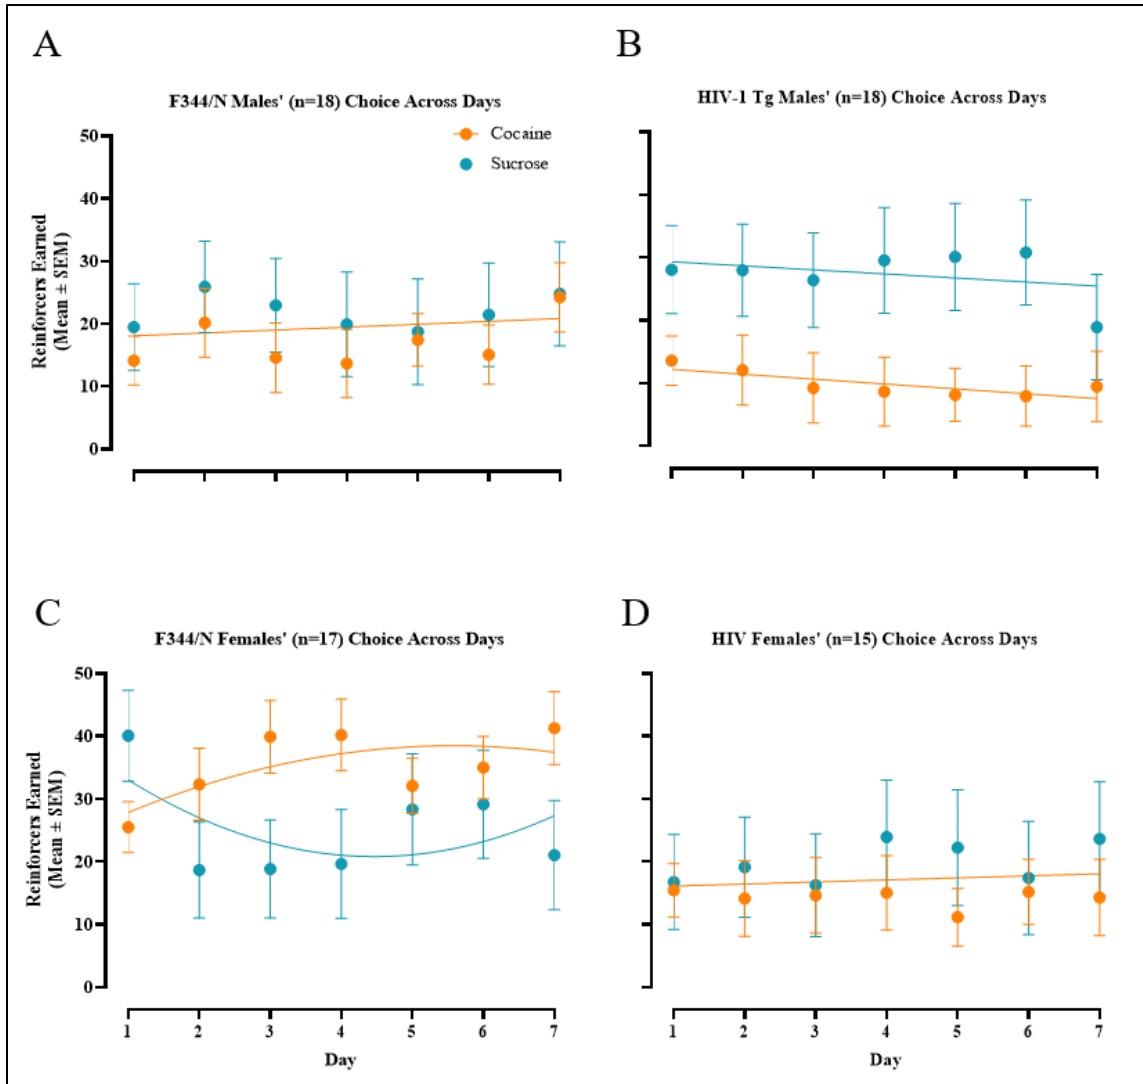 A
F344/N Males' (n=18) Choice Across Days
Cocaine
Sucrose
50
40
30
20
10
0
Reinforcers Earned
(Mean ± SEM)
B
HIV-1 Tg Males' (n=18) Choice Across Days
C
F344/N Females' (n=17) Choice Across Days
50
40
30
20
10
0
Reinforcers Earned
(Mean ± SEM)
1 2 3 4 5 6 7
Day
D
HIV Females' (n=15) Choice Across Days
1 2 3 4 5 6 7
Day